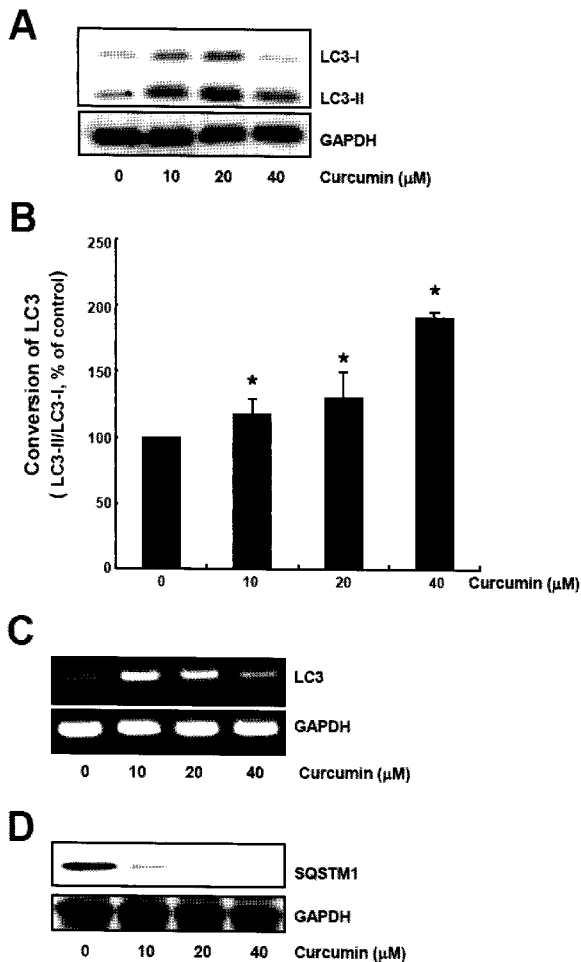 A
LC3-I
LC3-II
GAPDH
0 10 20 40 Curcumin (μM)
B
Conversion of LC3
( LC3-II/LC3-I, % of control)
250
200
150
100
50
0
* * *
0 10 20 40 Curcumin (μM)
C
LC3
GAPDH
0 10 20 40 Curcumin (μM)
D
SQSTM1
GAPDH
0 10 20 40 Curcumin (μM)